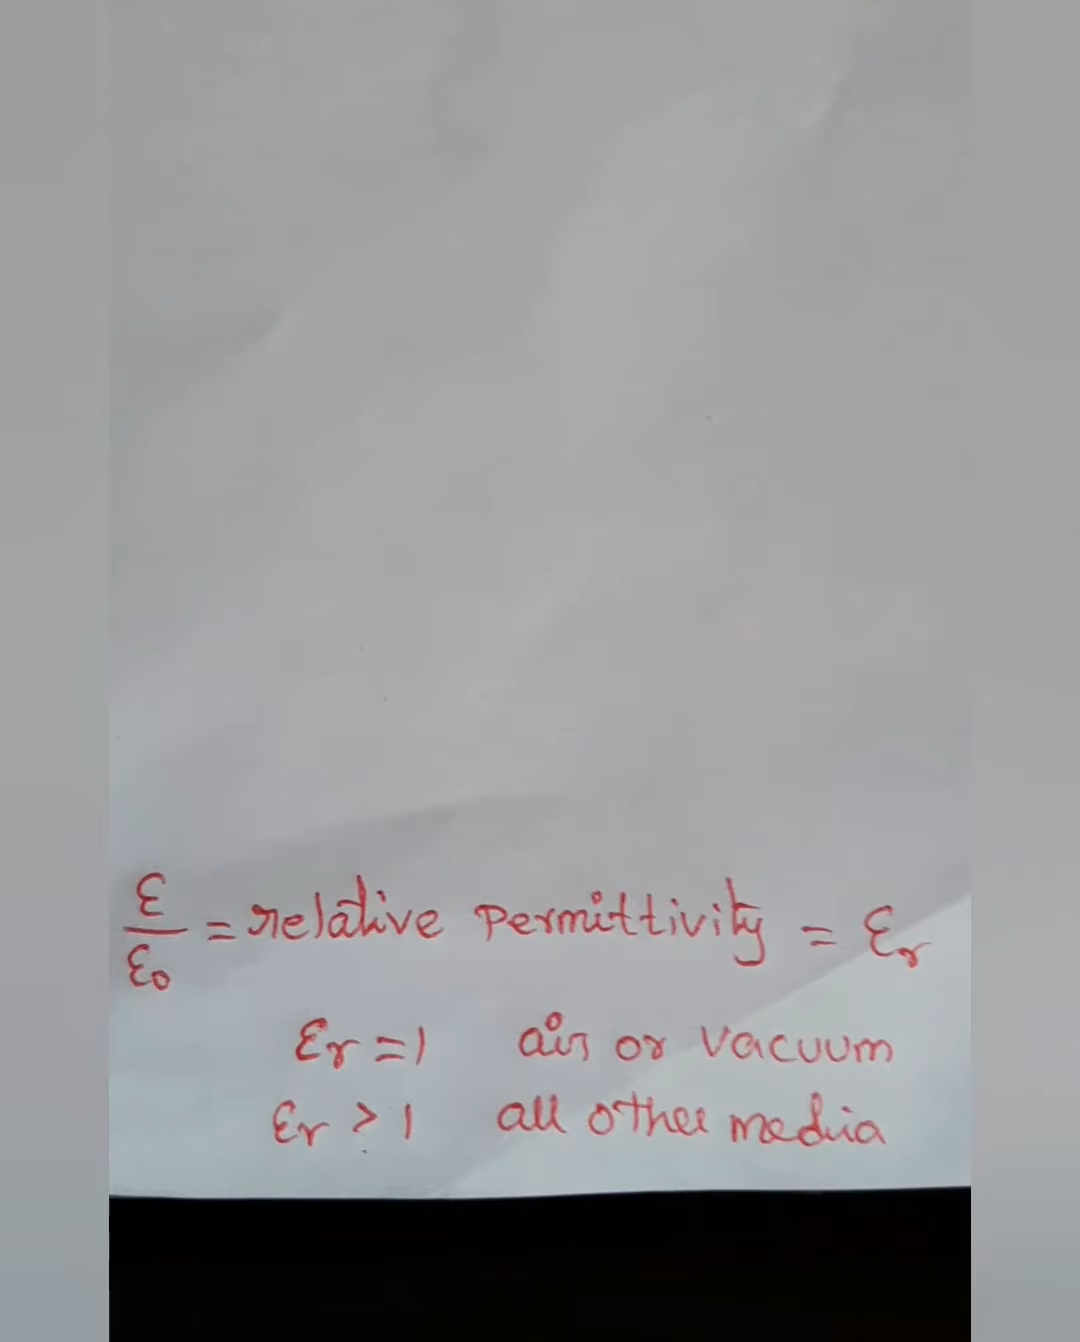 ε/ε₀ = relative permittivity = εᵣ
εᵣ = 1 air or vacuum
εᵣ > 1 all other media